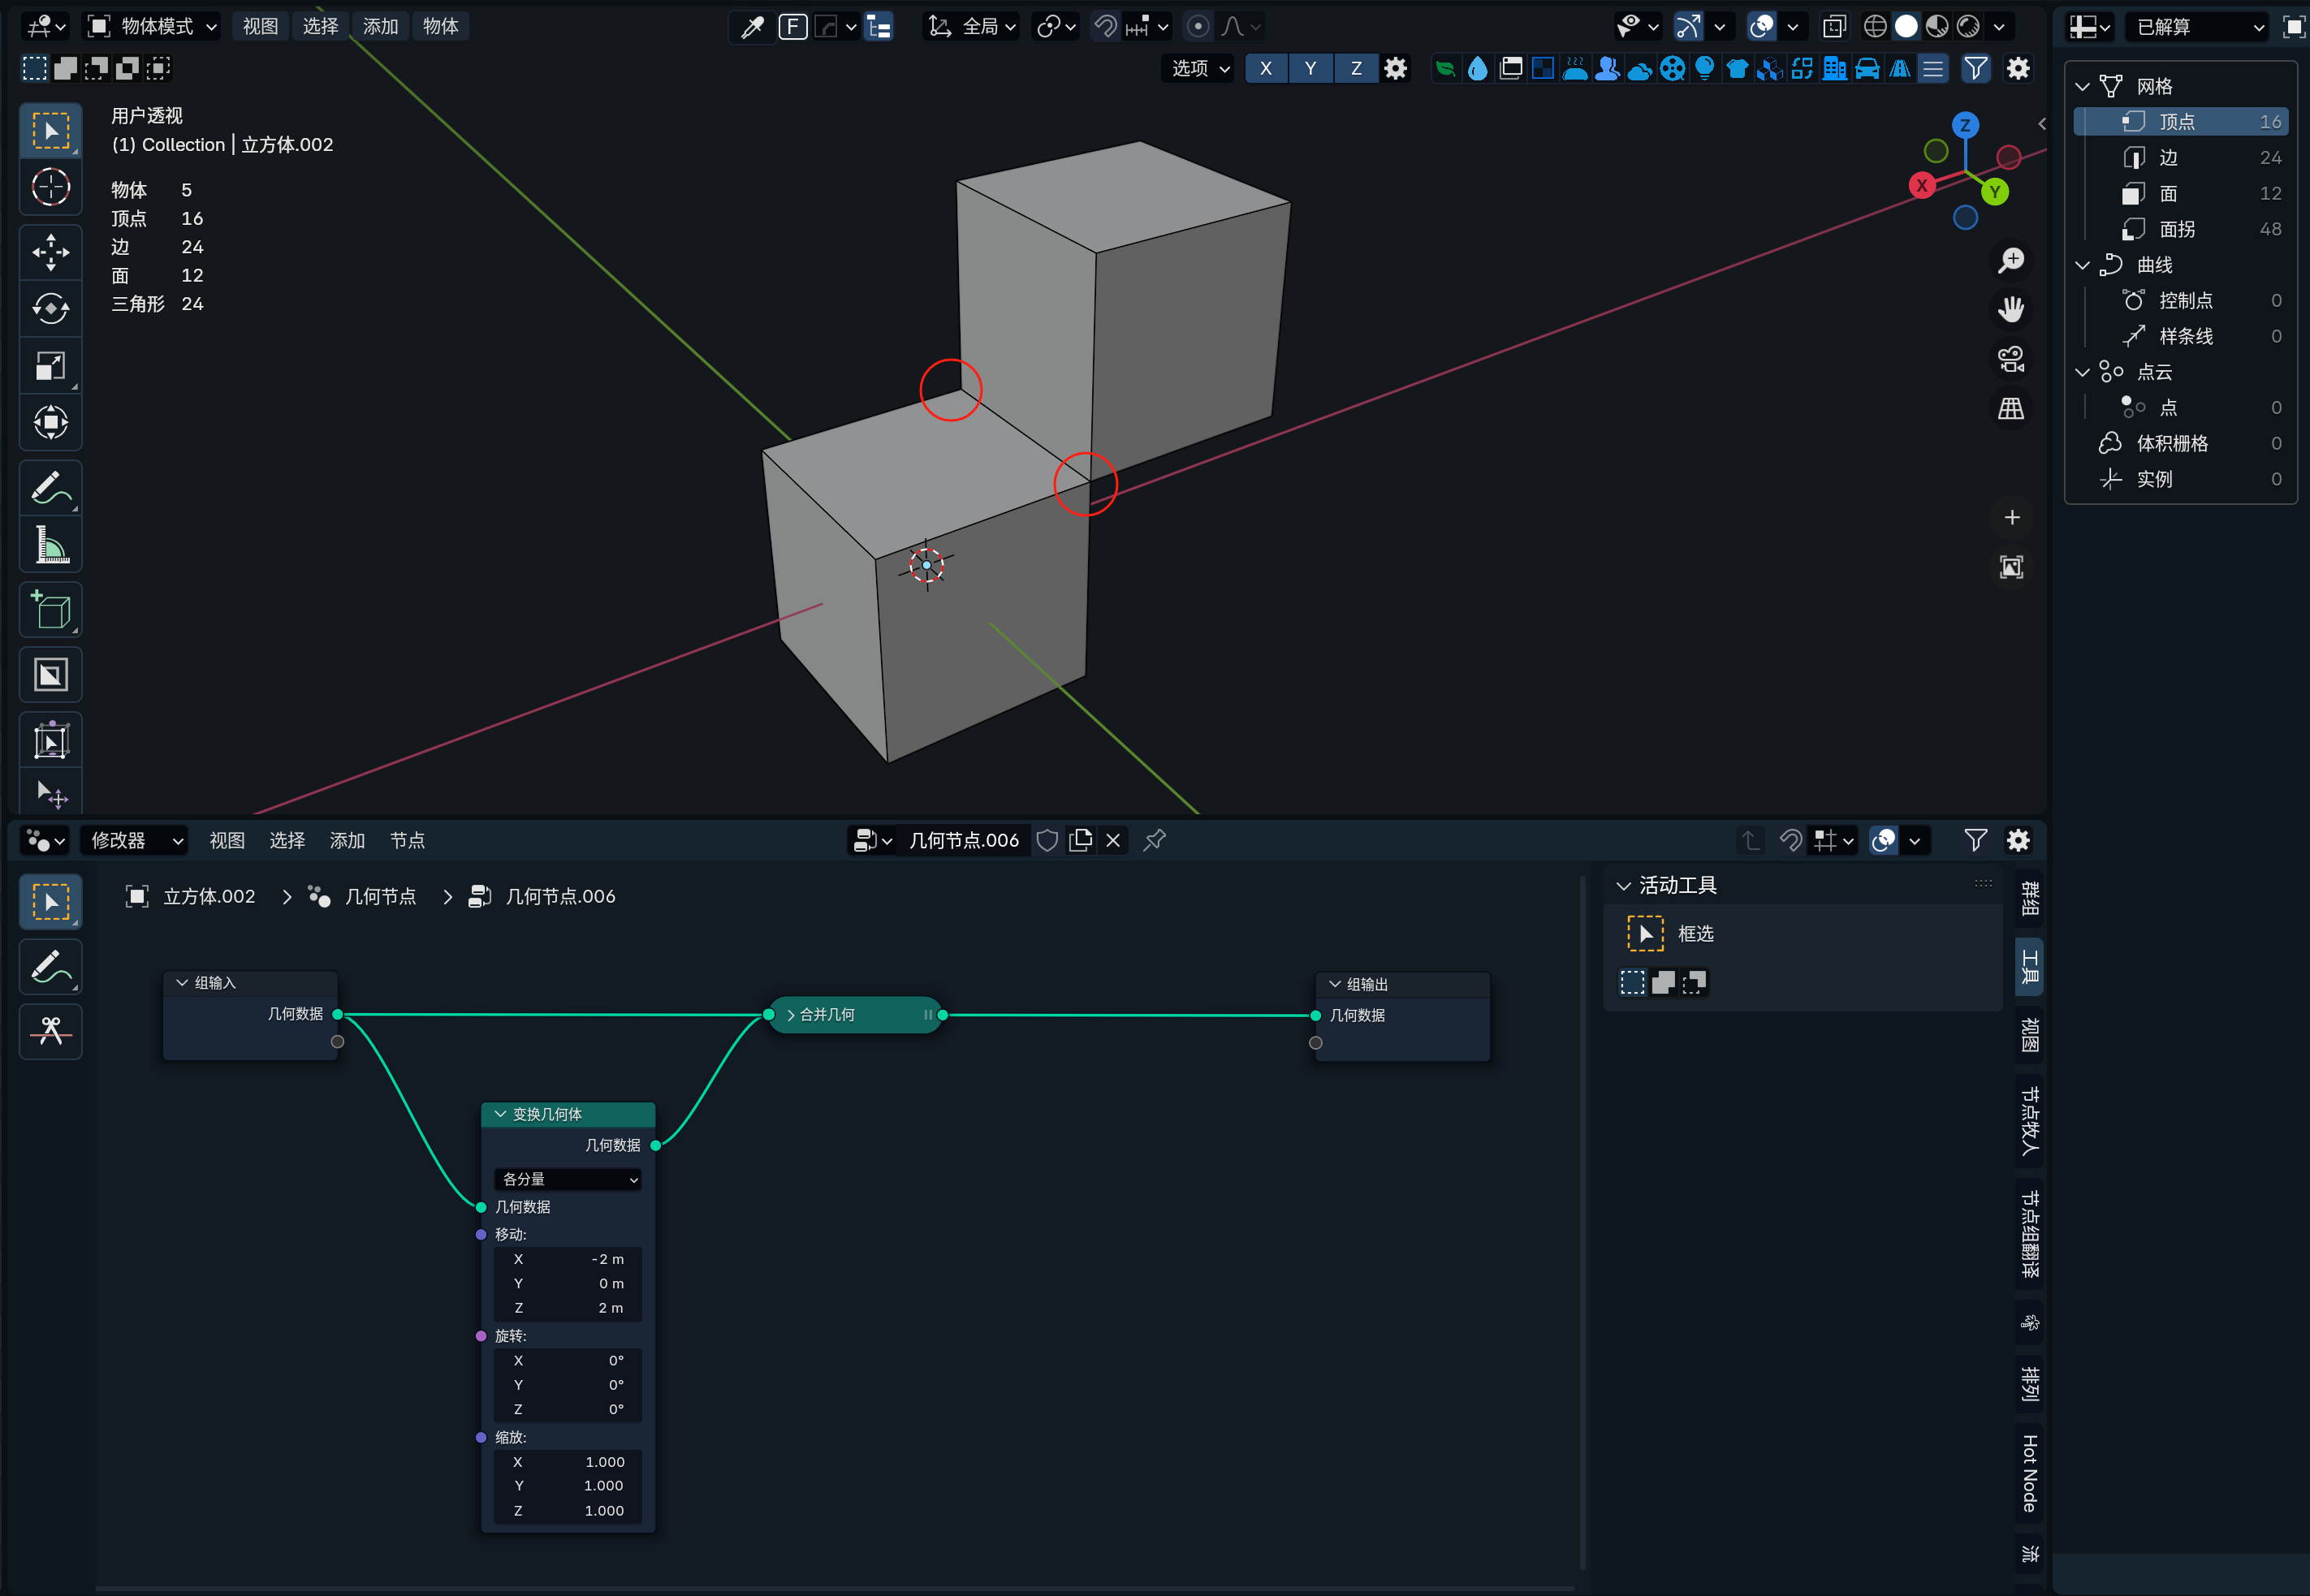 物体模式 视图 选择 添加 物体 F 全局 已解算
选项 X Y Z
用户透视
(1) Collection | 立方体.002
物体 5
顶点 16
边 24
面 12
三角形 24
Z
X
Y
网格
顶点 16
边 24
面 12
面拐 48
曲线
控制点 0
样条线 0
点云
点 0
体积栅格 0
实例 0
修改器 视图 选择 添加 节点 几何节点.006
立方体.002 几何节点 几何节点.006
组输入
几何数据
合并几何
组输出
几何数据
变换几何体
几何数据
各分量
几何数据
移动:
X -2 m
Y 0 m
Z 2 m
旋转:
X 0°
Y 0°
Z 0°
缩放:
X 1.000
Y 1.000
Z 1.000
活动工具
框选
群组
工具
视图
节点牧人
节点组翻译
排列
Hot Node
流